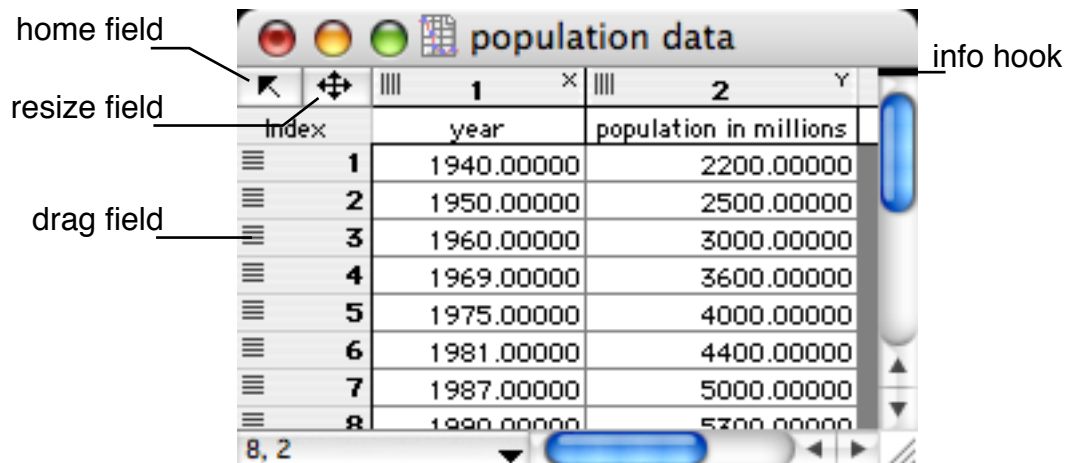 home field
population data
info hook
resize field
1 X 2 Y
Index year population in millions
1 1940.00000 2200.00000
2 1950.00000 2500.00000
drag field
3 1960.00000 3000.00000
4 1969.00000 3600.00000
5 1975.00000 4000.00000
6 1981.00000 4400.00000
7 1987.00000 5000.00000
8 1990.00000 5300.00000
8, 2